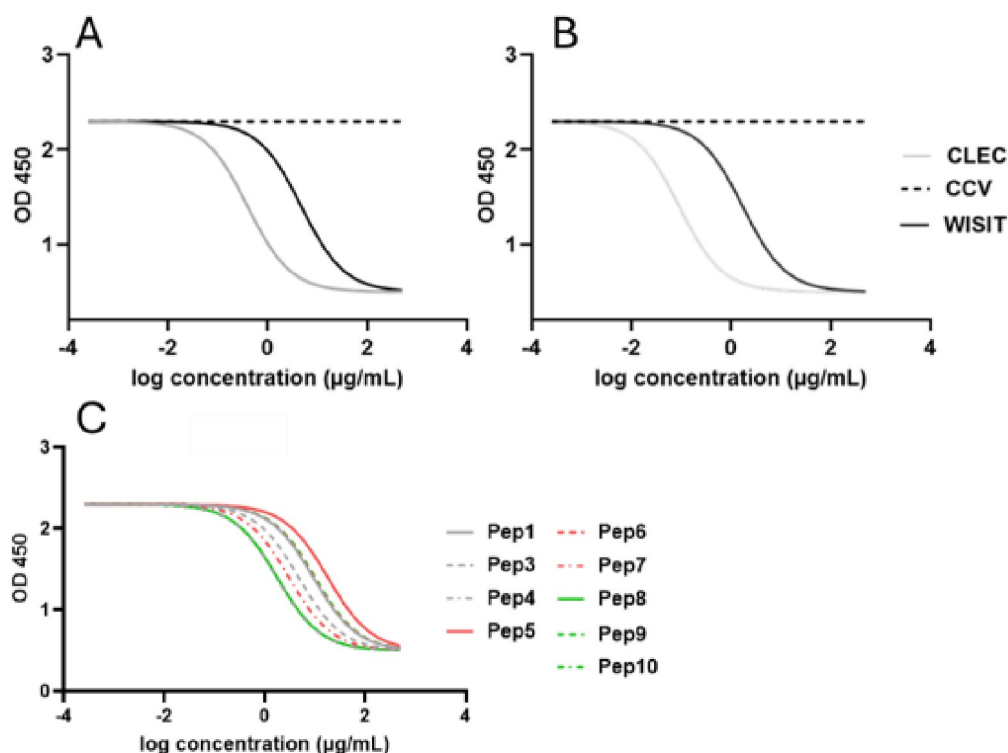 A
3
2
1
OD 450
-4
-2
0
2
4
log concentration (µg/mL)
B
3
2
1
OD 450
-4
-2
0
2
4
log concentration (µg/mL)
CLEC
CCV
WISIT
C
3
2
1
0
OD 450
-4
-2
0
2
4
log concentration (µg/mL)
Pep1
Pep3
Pep4
Pep5
Pep6
Pep7
Pep8
Pep9
Pep10